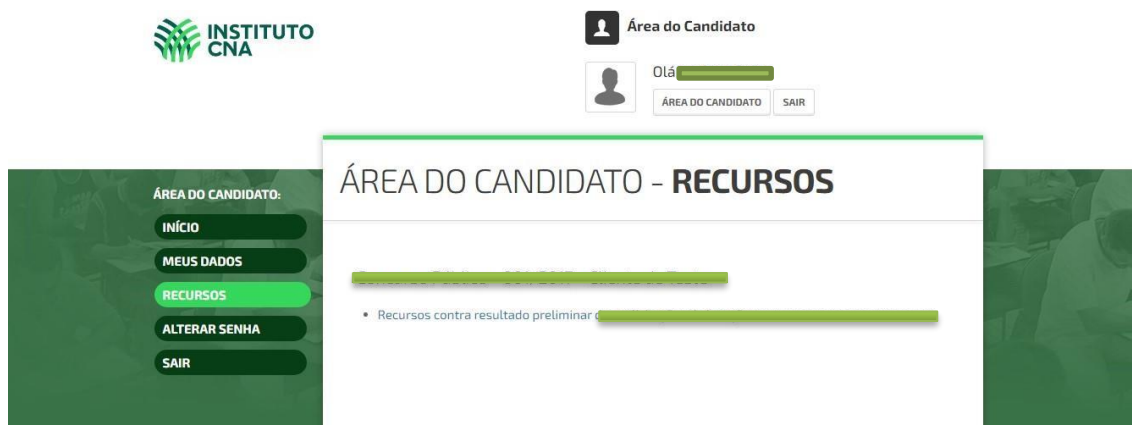 INSTITUTO
CNA
Área do Candidato
Olá
ÁREA DO CANDIDATO SAIR
ÁREA DO CANDIDATO - RECURSOS
ÁREA DO CANDIDATO:
INÍCIO
MEUS DADOS
RECURSOS
ALTERAR SENHA
SAIR
Recursos contra resultado preliminar